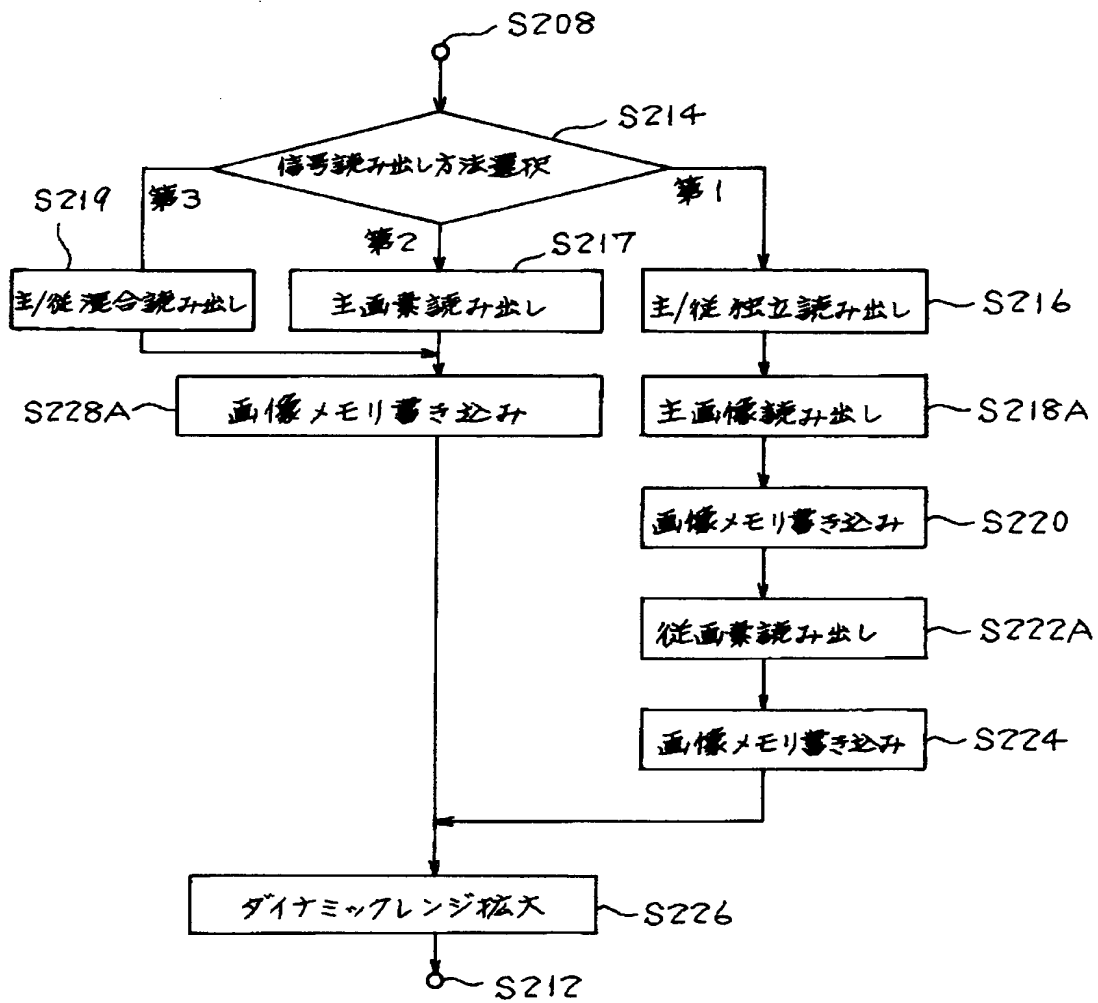 S208
S214
信号読み出し方法選択
第3
第2
第1
S219
S217
S216
主/従混合読み出し
主画素読み出し
主/従 独立読み出し
S228A
画像メモリ書き込み
主画像読み出し
S218A
画像メモリ書き込み
S220
従画素読み出し
S222A
画像メモリ書き込み
S224
ダイナミックレンジ拡大
S226
S212